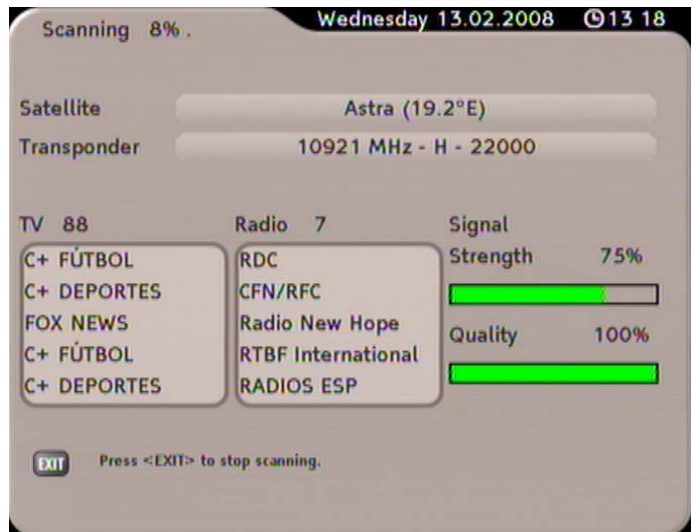 Scanning 8% .
Wednesday 13.02.2008 13 18
Satellite Astra (19.2°E)
Transponder 10921 MHz - H - 22000
TV 88
C+ FÚTBOL
C+ DEPORTES
FOX NEWS
C+ FÚTBOL
C+ DEPORTES
Radio 7
RDC
CFN/RFC
Radio New Hope
RTBF International
RADIOS ESP
Signal
Strength 75%
Quality 100%
EXIT Press <EXIT> to stop scanning.